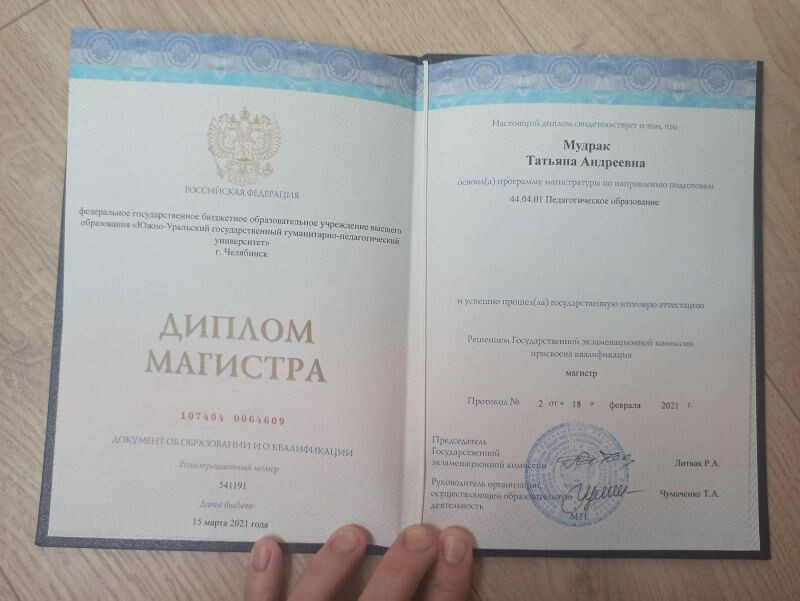 РОССИЙСКАЯ ФЕДЕРАЦИЯ
федеральное государственное бюджетное образовательное учреждение высшего
образования «Южно-Уральский государственный гуманитарно-педагогический
университет»
г. Челябинск
ДИПЛОМ
МАГИСТРА
107404 0064609
ДОКУМЕНТ ОБ ОБРАЗОВАНИИ И О КВАЛИФИКАЦИИ
Регистрационный номер
541191
Дата выдачи
15 марта 2021 года
Настоящий диплом свидетельствует о том, что
Мудрак
Татьяна Андреевна
освоил(а) программу магистратуры по направлению подготовки
44.04.01 Педагогическое образование
и успешно прошел(ла) государственную итоговую аттестацию
Решением Государственной экзаменационной комиссии
присвоена квалификация
магистр
Протокол № 2 от « 18 » февраля 2021 г.
Председатель
Государственной
экзаменационной комиссии Литвак Р.А.
Руководитель организации,
осуществляющей образовательную Чумаченко Т.А.
деятельность
М.П.